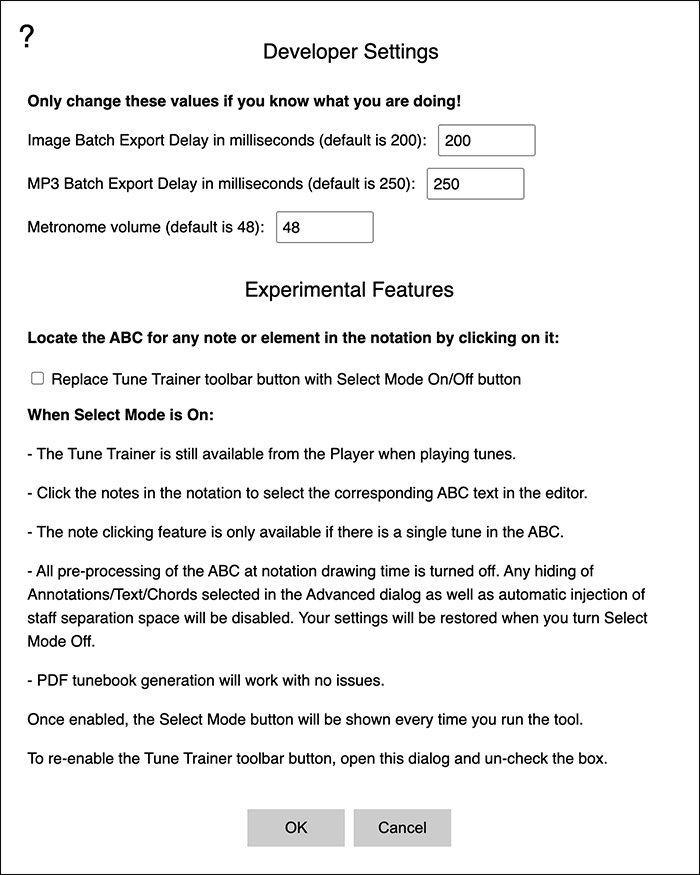 ?
Developer Settings
Only change these values if you know what you are doing!
Image Batch Export Delay in milliseconds (default is 200): 200
MP3 Batch Export Delay in milliseconds (default is 250): 250
Metronome volume (default is 48): 48
Experimental Features
Locate the ABC for any note or element in the notation by clicking on it:
Replace Tune Trainer toolbar button with Select Mode On/Off button
When Select Mode is On:
- The Tune Trainer is still available from the Player when playing tunes.
- Click the notes in the notation to select the corresponding ABC text in the editor.
- The note clicking feature is only available if there is a single tune in the ABC.
- All pre-processing of the ABC at notation drawing time is turned off. Any hiding of
Annotations/Text/Chords selected in the Advanced dialog as well as automatic injection of
staff separation space will be disabled. Your settings will be restored when you turn Select
Mode Off.
- PDF tunebook generation will work with no issues.
Once enabled, the Select Mode button will be shown every time you run the tool.
To re-enable the Tune Trainer toolbar button, open this dialog and un-check the box.
OK Cancel